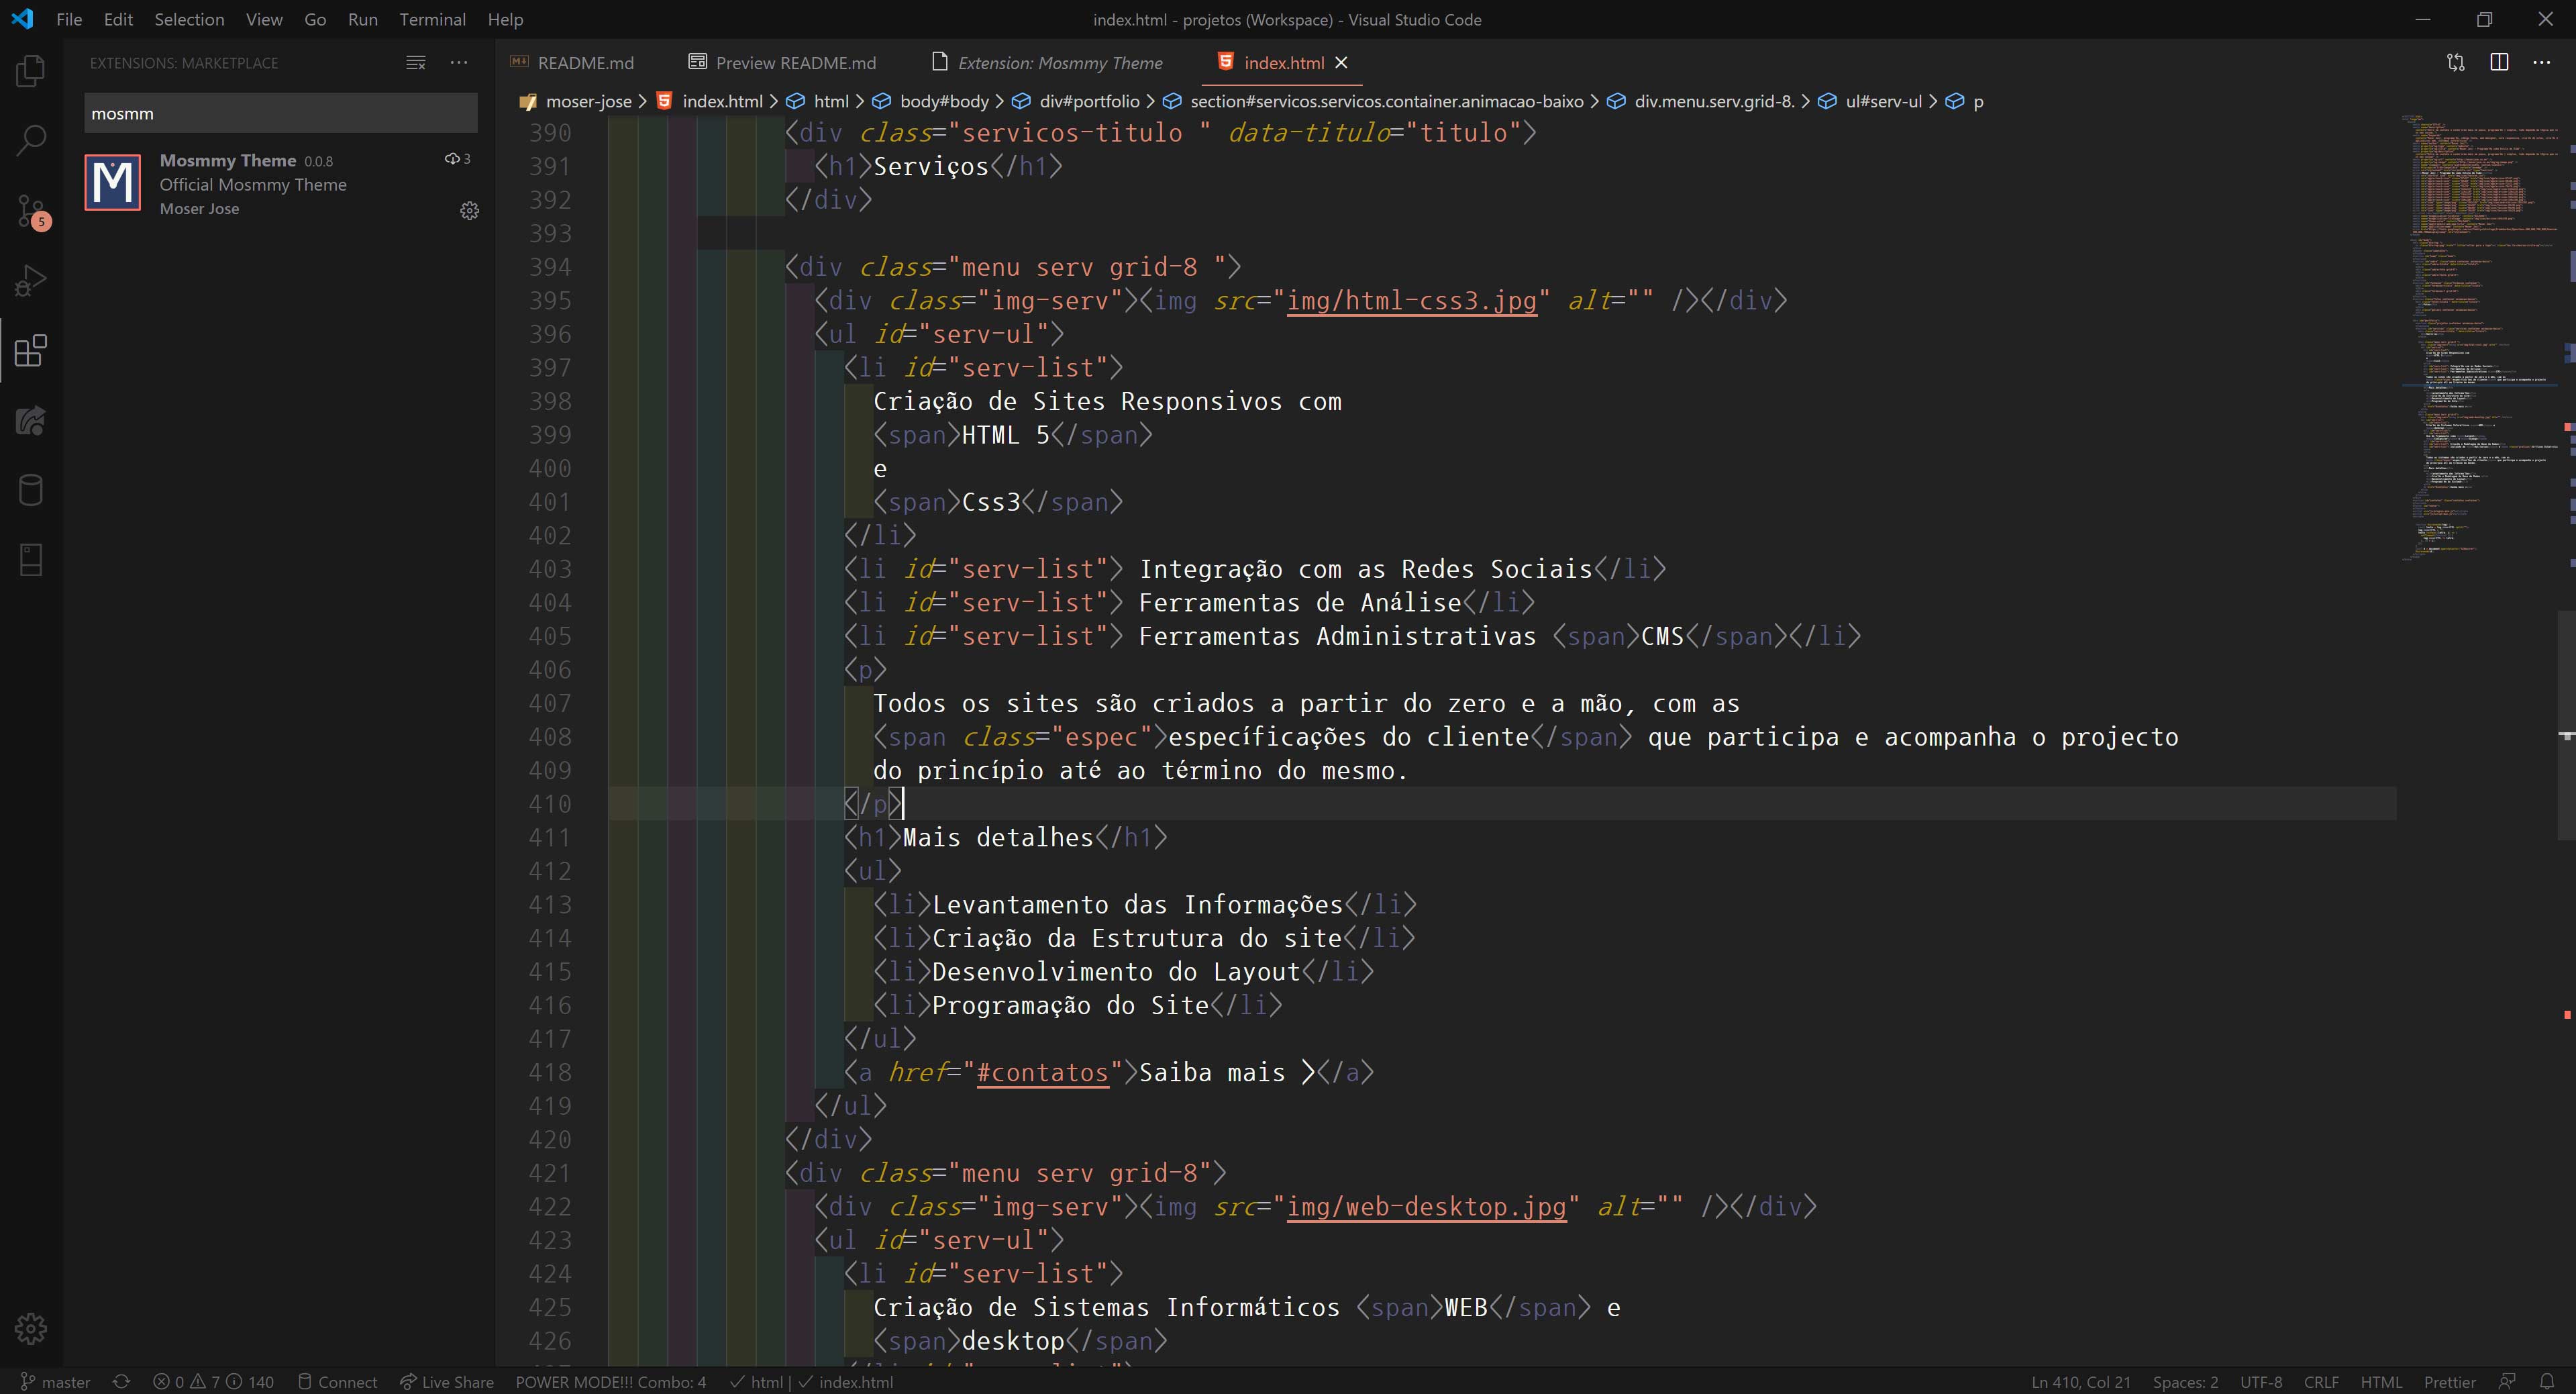 File Edit Selection View Go Run Terminal Help
index.html - projetos (Workspace) - Visual Studio Code
EXTENSIONS: MARKETPLACE
mosmm
Mosmmy Theme 0.0.8 3
Official Mosmmy Theme
Moser Jose
5
README.md Preview README.md Extension: Mosmmy Theme index.html
moser-jose > index.html > html > body#body > div#portfolio > section#servicos.servicos.container.animacao-baixo > div.menu.serv.grid-8. > ul#serv-ul > p
390 <div class="servicos-titulo " data-titulo="titulo">
391 <h1>Serviços</h1>
392 </div>
393
394 <div class="menu serv grid-8 ">
395 <div class="img-serv"><img src="img/html-css3.jpg" alt="" /></div>
396 <ul id="serv-ul">
397 <li id="serv-list">
398 Criação de Sites Responsivos com
399 <span>HTML 5</span>
400 e
401 <span>Css3</span>
402 </li>
403 <li id="serv-list"> Integração com as Redes Sociais</li>
404 <li id="serv-list"> Ferramentas de Análise</li>
405 <li id="serv-list"> Ferramentas Administrativas <span>CMS</span></li>
406 <p>
407 Todos os sites são criados a partir do zero e a mão, com as
408 <span class="espec">específicações do cliente</span> que participa e acompanha o projecto
409 do princípio até ao término do mesmo.
410 </p>
411 <h1>Mais detalhes</h1>
412 <ul>
413 <li>Levantamento das Informações</li>
414 <li>Criação da Estrutura do site</li>
415 <li>Desenvolvimento do Layout</li>
416 <li>Programação do Site</li>
417 </ul>
418 <a href="#contatos">Saiba mais ></a>
419 </ul>
420 </div>
421 <div class="menu serv grid-8">
422 <div class="img-serv"><img src="img/web-desktop.jpg" alt="" /></div>
423 <ul id="serv-ul">
424 <li id="serv-list">
425 Criação de Sistemas Informáticos <span>WEB</span> e
426 <span>desktop</span>
master 0 7 140 Connect Live Share POWER MODE!!! Combo: 4 html | index.html Ln 410, Col 21 Spaces: 2 UTF-8 CRLF HTML Prettier